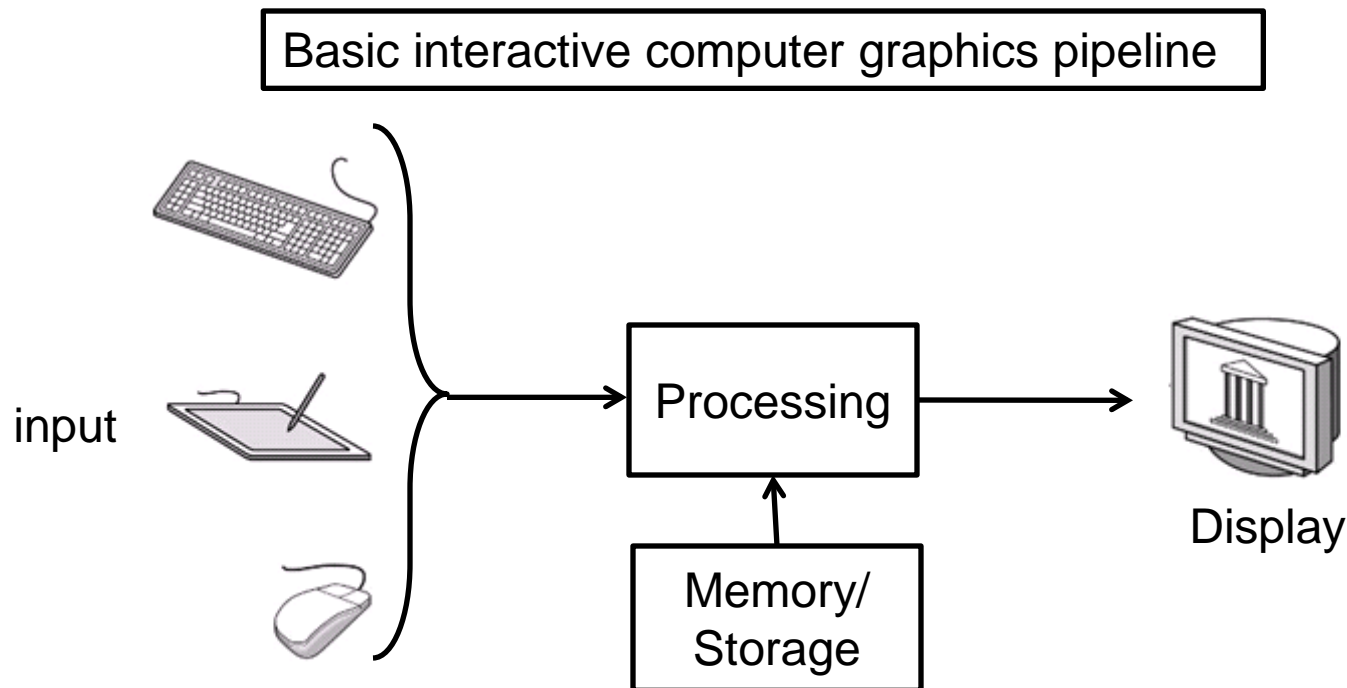 Basic interactive computer graphics pipeline
input
Processing
Display
Memory/
Storage